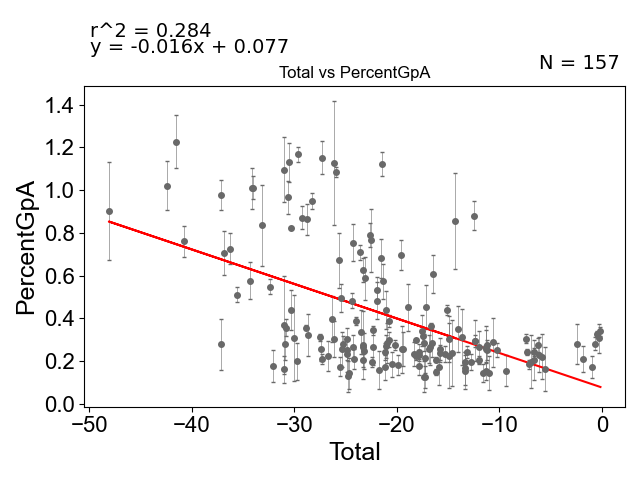 r^2 = 0.284
y = -0.016x + 0.077
N = 157
Total vs PercentGpA
1.4
1.2
1.0
0.8
0.6
0.4
0.2
0.0
PercentGpA
−50
−40
−30
−20
−10
0
Total